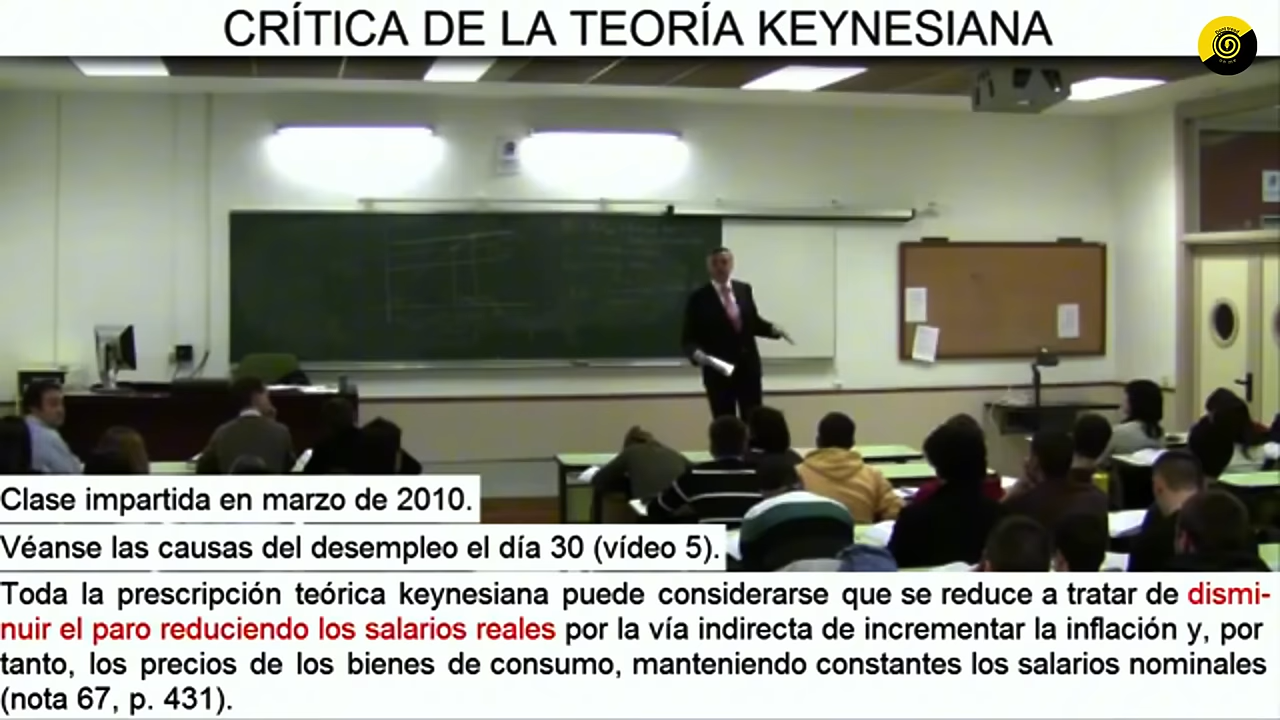 CRÍTICA DE LA TEORÍA KEYNESIANA
Clase impartida en marzo de 2010.
Véanse las causas del desempleo el día 30 (vídeo 5).
Toda la prescripción teórica keynesiana puede considerarse que se reduce a tratar de dismi-
nuir el paro reduciendo los salarios reales por la vía indirecta de incrementar la inflación y, por
tanto, los precios de los bienes de consumo, manteniendo constantes los salarios nominales
(nota 67, p. 431).